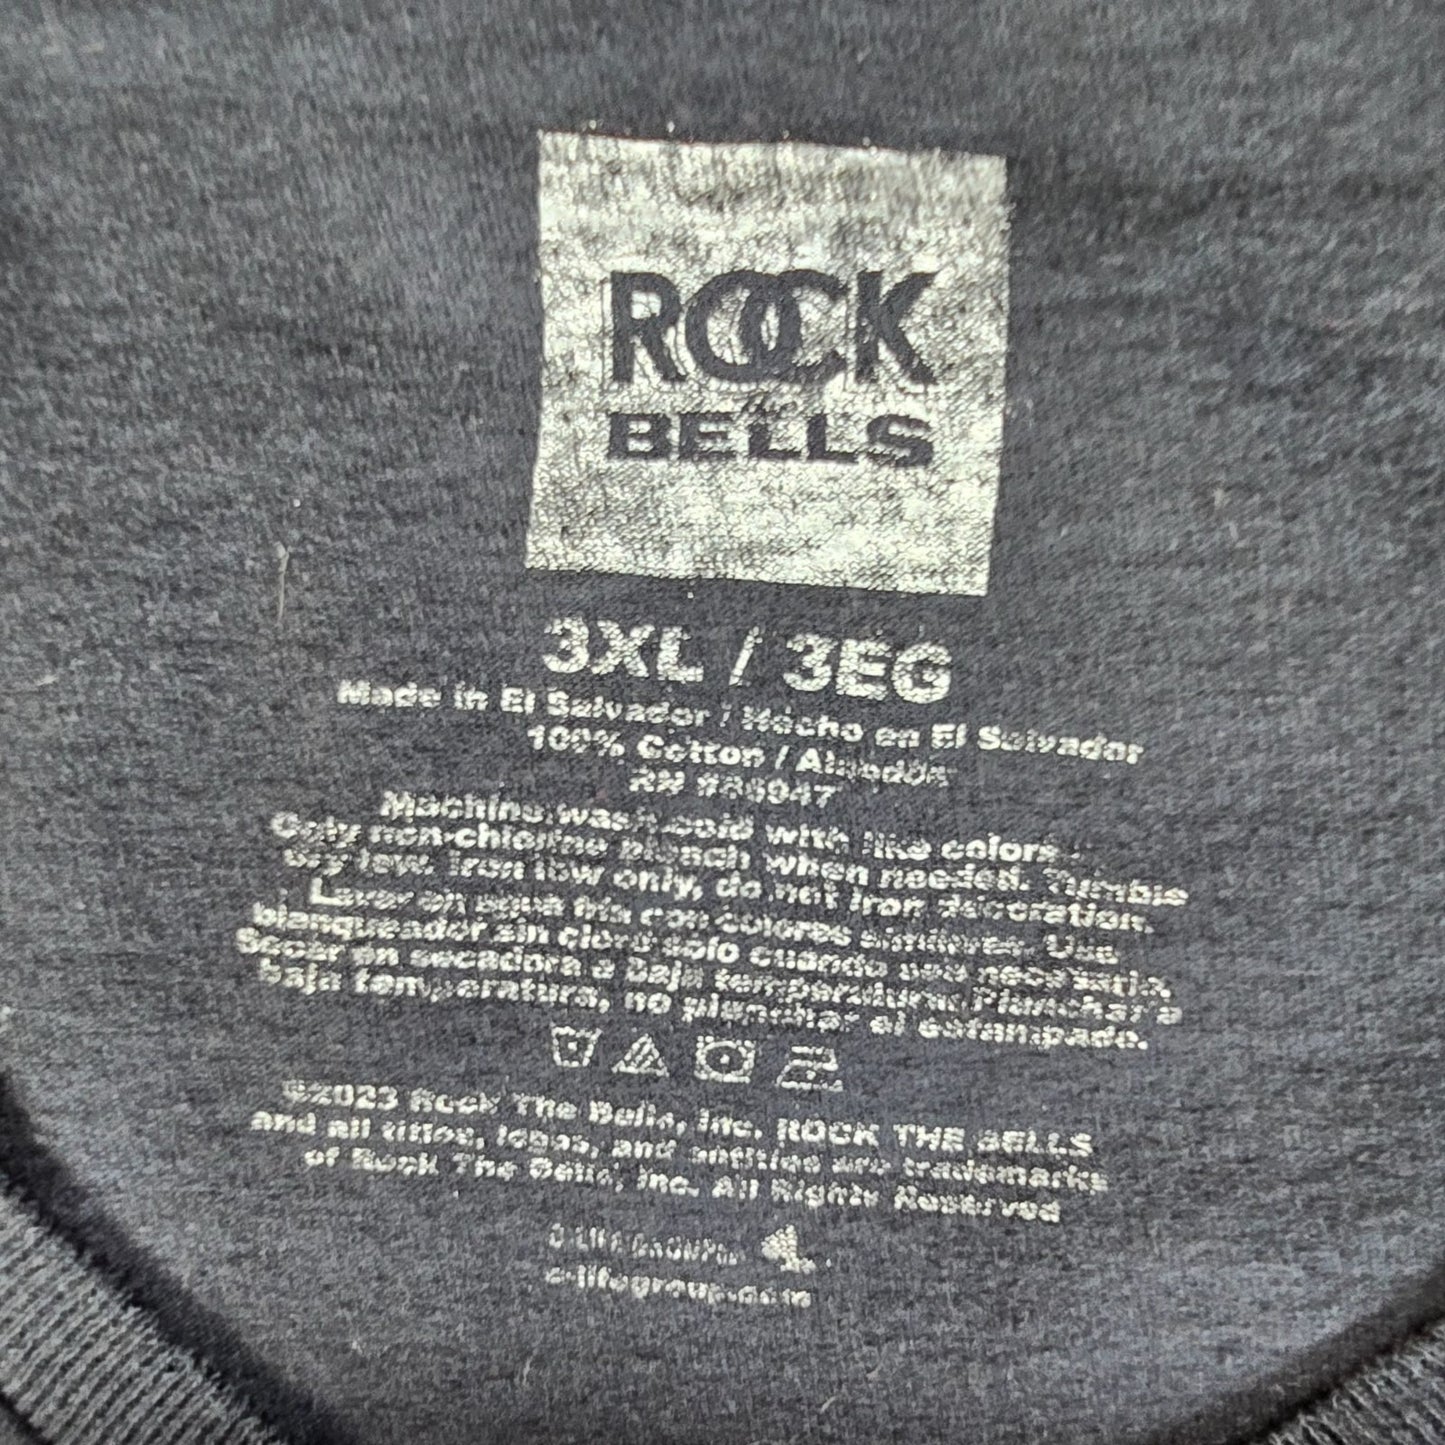 ROCK
the
BELLS
3XL / 3EG
Made in El Salvador / Hecho en El Salvador
100% Cotton / Algodón
RN
Machine wash cold with like colors.
Only non-chlorine bleach when needed. Tumble
dry low. Iron low only, do not iron decoration.
Lavar en agua fria con colores similares. Use
blanqueador sin cloro solo cuando sea necesario.
Secar en secadora a baja temperatura. Planchar a
baja temperatura, no planchar el estampado.
©2023 Rock The Bells, Inc. ROCK THE BELLS
and all titles, logos, and entities are trademarks
of Rock The Bells, Inc. All Rights Reserved
c-lifegroup.com